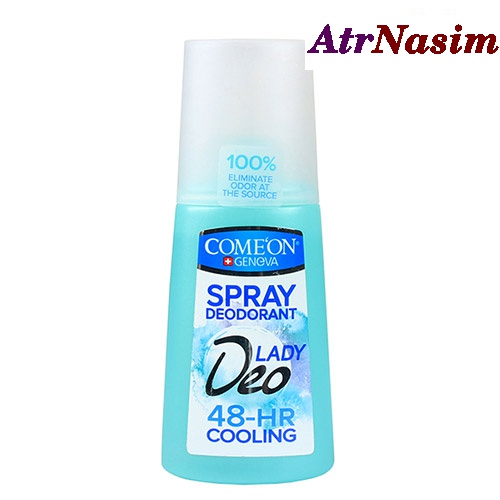 AtrNasim
100%
ELIMINATE
ODOR AT
THE SOURCE
COME'ON®
GENEVA
SPRAY
DEODORANT
LADY
Deo
48-HR
COOLING